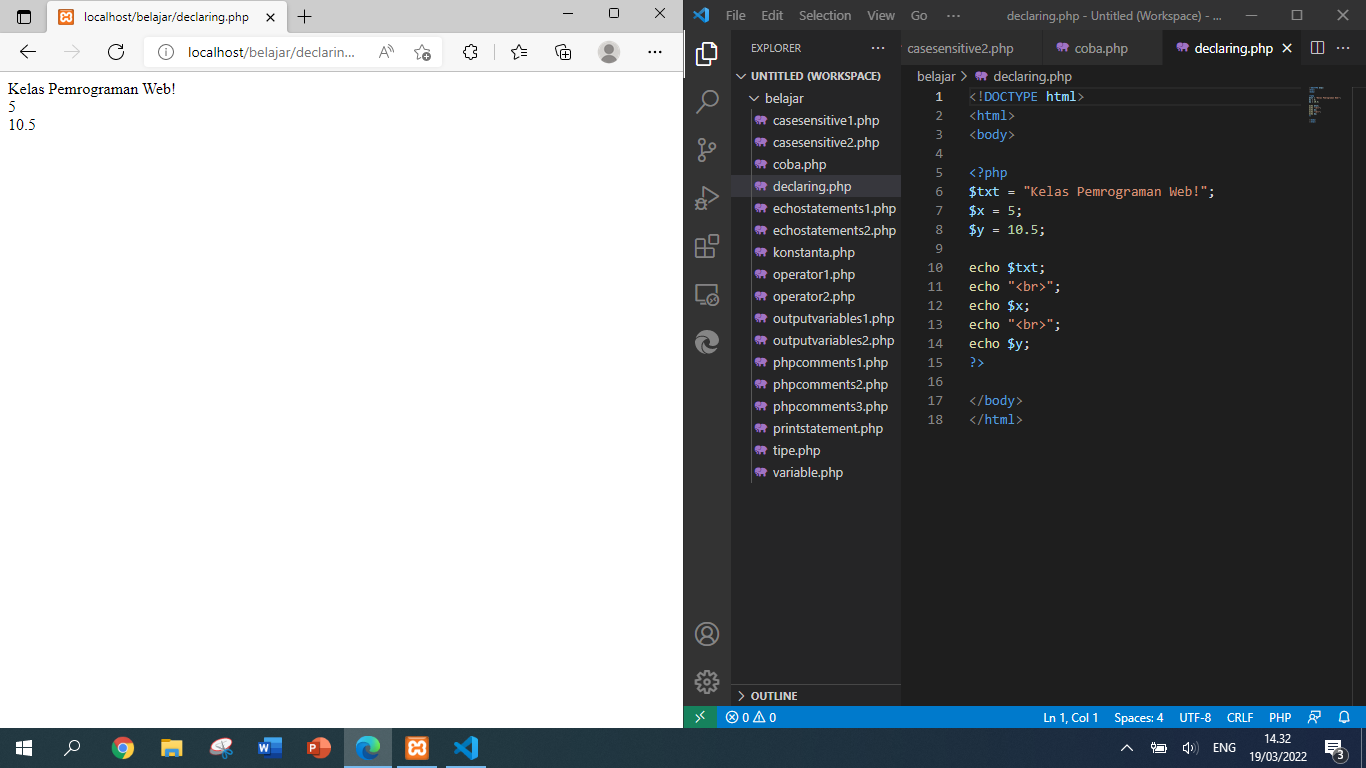 localhost/belajar/declaring.php
localhost/belajar/declarin...
Kelas Pemrograman Web!
5
10.5
File Edit Selection View Go ··· declaring.php - Untitled (Workspace) - ...
EXPLORER
UNTITLED (WORKSPACE)
belajar
casesensitive1.php
casesensitive2.php
coba.php
declaring.php
echostatements1.php
echostatements2.php
konstanta.php
operator1.php
operator2.php
outputvariables1.php
outputvariables2.php
phpcomments1.php
phpcomments2.php
phpcomments3.php
printstatement.php
tipe.php
variable.php
OUTLINE
casesensitive2.php coba.php declaring.php
belajar > declaring.php
1 <!DOCTYPE html>
2 <html>
3 <body>
4
5 <?php
6 $txt = "Kelas Pemrograman Web!";
7 $x = 5;
8 $y = 10.5;
9
10 echo $txt;
11 echo "<br>";
12 echo $x;
13 echo "<br>";
14 echo $y;
15 ?>
16
17 </body>
18 </html>
0 0 Ln 1, Col 1 Spaces: 4 UTF-8 CRLF PHP
ENG 14.32
19/03/2022
3